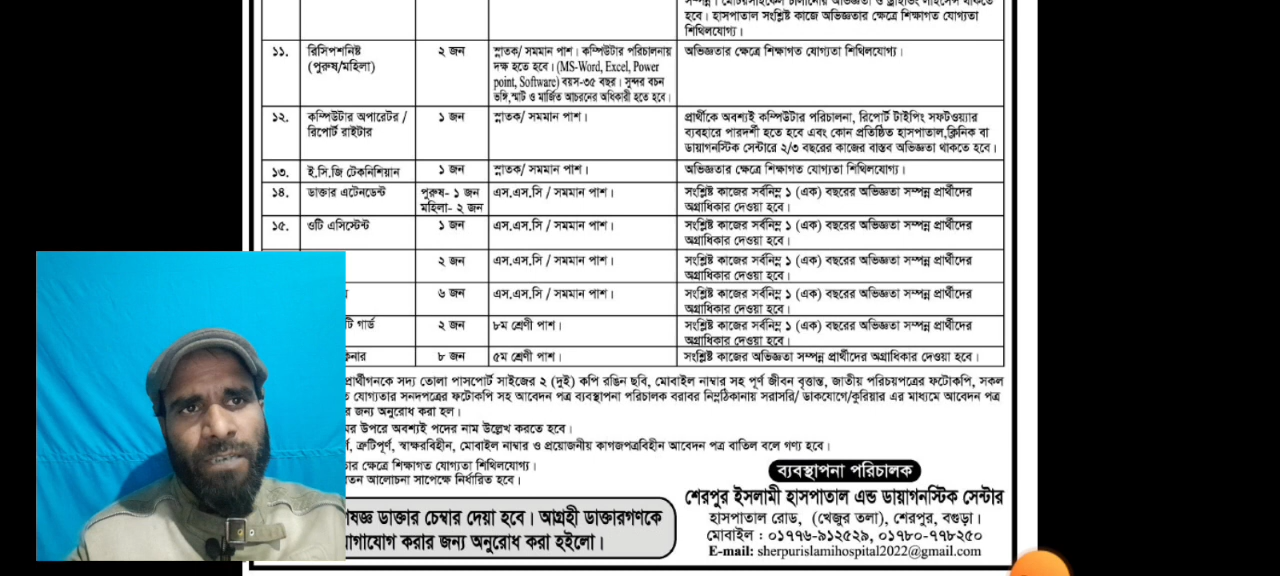 সম্পন্ন। মোটরসাইকেল চালানোর অভিজ্ঞতা ও ড্রাইভিং লাইসেন্স থাকতে
হবে। হাসপাতাল সংশ্লিষ্ট কাজে অভিজ্ঞতার ক্ষেত্রে শিক্ষাগত যোগ্যতা
শিথিলযোগ্য।
১১. রিসিপশনিষ্ট (পুরুষ/মহিলা) ২ জন
স্নাতক/ সমমান পাশ। কম্পিউটার পরিচালনায়
দক্ষ হতে হবে। (MS-Word, Excel, Power
point, Software) বয়স-৩৫ বছর। সুন্দর বচন
ভঙ্গি,স্মার্ট ও মার্জিত আচরনের অধিকারী হতে হবে।
অভিজ্ঞতার ক্ষেত্রে শিক্ষাগত যোগ্যতা শিথিলযোগ্য।
১২. কম্পিউটার অপারেটর / রিপোর্ট রাইটার ১ জন স্নাতক/ সমমান পাশ।
প্রার্থীকে অবশ্যই কম্পিউটার পরিচালনা, রিপোর্ট টাইপিং সফটওয়্যার
ব্যবহারে পারদর্শী হতে হবে এবং কোন প্রতিষ্ঠিত হাসপাতাল,ক্লিনিক বা
ডায়াগনস্টিক সেন্টারে ২/৩ বছরের কাজের বাস্তব অভিজ্ঞতা থাকতে হবে।
১৩. ই.সি.জি টেকনিশিয়ান ১ জন স্নাতক/ সমমান পাশ। অভিজ্ঞতার ক্ষেত্রে শিক্ষাগত যোগ্যতা শিথিলযোগ্য।
১৪. ডাক্তার এটেনডেন্ট পুরুষ- ১ জন মহিলা- ২ জন এস.এস.সি / সমমান পাশ।
সংশ্লিষ্ট কাজের সর্বনিম্ন ১ (এক) বছরের অভিজ্ঞতা সম্পন্ন প্রার্থীদের
অগ্রাধিকার দেওয়া হবে।
১৫. ওটি এসিস্টেন্ট ১ জন এস.এস.সি / সমমান পাশ।
সংশ্লিষ্ট কাজের সর্বনিম্ন ১ (এক) বছরের অভিজ্ঞতা সম্পন্ন প্রার্থীদের
অগ্রাধিকার দেওয়া হবে।
২ জন এস.এস.সি / সমমান পাশ।
সংশ্লিষ্ট কাজের সর্বনিম্ন ১ (এক) বছরের অভিজ্ঞতা সম্পন্ন প্রার্থীদের
অগ্রাধিকার দেওয়া হবে।
৬ জন এস.এস.সি / সমমান পাশ।
সংশ্লিষ্ট কাজের সর্বনিম্ন ১ (এক) বছরের অভিজ্ঞতা সম্পন্ন প্রার্থীদের
অগ্রাধিকার দেওয়া হবে।
গার্ড ২ জন ৮ম শ্রেণী পাশ।
সংশ্লিষ্ট কাজের সর্বনিম্ন ১ (এক) বছরের অভিজ্ঞতা সম্পন্ন প্রার্থীদের
অগ্রাধিকার দেওয়া হবে।
৮ জন ৫ম শ্রেণী পাশ। সংশ্লিষ্ট কাজের অভিজ্ঞতা সম্পন্ন প্রার্থীদের অগ্রাধিকার দেওয়া হবে।
প্রার্থীগনকে সদ্য তোলা পাসপোর্ট সাইজের ২ (দুই) কপি রঙিন ছবি, মোবাইল নাম্বার সহ পূর্ণ জীবন বৃত্তান্ত, জাতীয় পরিচয়পত্রের ফটোকপি, সকল
যোগ্যতার সনদপত্রের ফটোকপি সহ আবেদন পত্র ব্যবস্থাপনা পরিচালক বরাবর নিম্নঠিকানায় সরাসরি/ ডাকযোগে/কুরিয়ার এর মাধ্যমে আবেদন পত্র
জন্য অনুরোধ করা হল।
উপরে অবশ্যই পদের নাম উল্লেখ করতে হবে।
ত্রুটিপূর্ণ, স্বাক্ষরবিহীন, মোবাইল নাম্বার ও প্রয়োজনীয় কাগজপত্রবিহীন আবেদন পত্র বাতিল বলে গণ্য হবে।
ক্ষেত্রে শিক্ষাগত যোগ্যতা শিথিলযোগ্য।
আলোচনা সাপেক্ষে নির্ধারিত হবে।
ডাক্তার চেম্বার দেয়া হবে। আগ্রহী ডাক্তারগণকে
করার জন্য অনুরোধ করা হইলো।
ব্যবস্থাপনা পরিচালক
শেরপুর ইসলামী হাসপাতাল এন্ড ডায়াগনস্টিক সেন্টার
হাসপাতাল রোড, (খেজুর তলা), শেরপুর, বগুড়া।
মোবাইল : ০১৭৭৬-৯১২৫২৯, ০১৭৮০-৭৭৮২৫০
E-mail: sherpurislamihospital2022@gmail.com